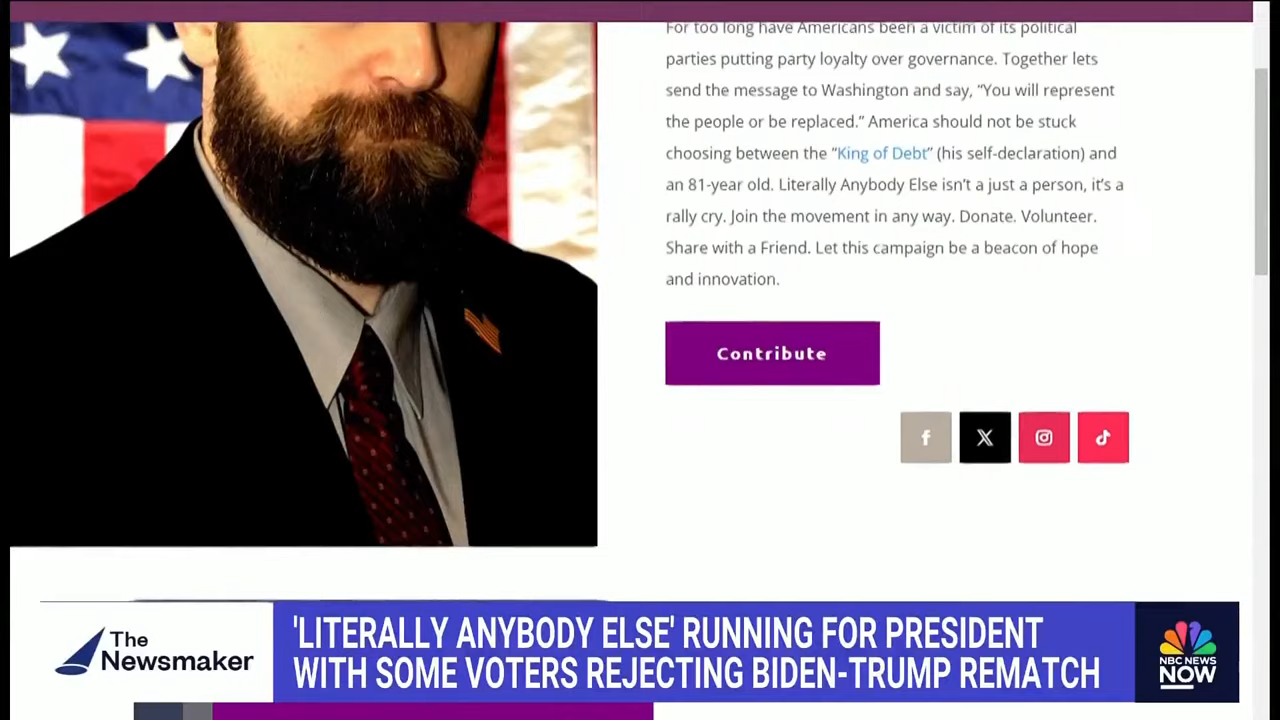 For too long have Americans been a victim of its political
parties putting party loyalty over governance. Together lets
send the message to Washington and say, “You will represent
the people or be replaced.” America should not be stuck
choosing between the “King of Debt” (his self-declaration) and
an 81-year old. Literally Anybody Else isn’t a just a person, it’s a
rally cry. Join the movement in any way. Donate. Volunteer.
Share with a Friend. Let this campaign be a beacon of hope
and innovation.
Contribute
The
Newsmaker
'LITERALLY ANYBODY ELSE' RUNNING FOR PRESIDENT
WITH SOME VOTERS REJECTING BIDEN-TRUMP REMATCH
NBC NEWS
NOW